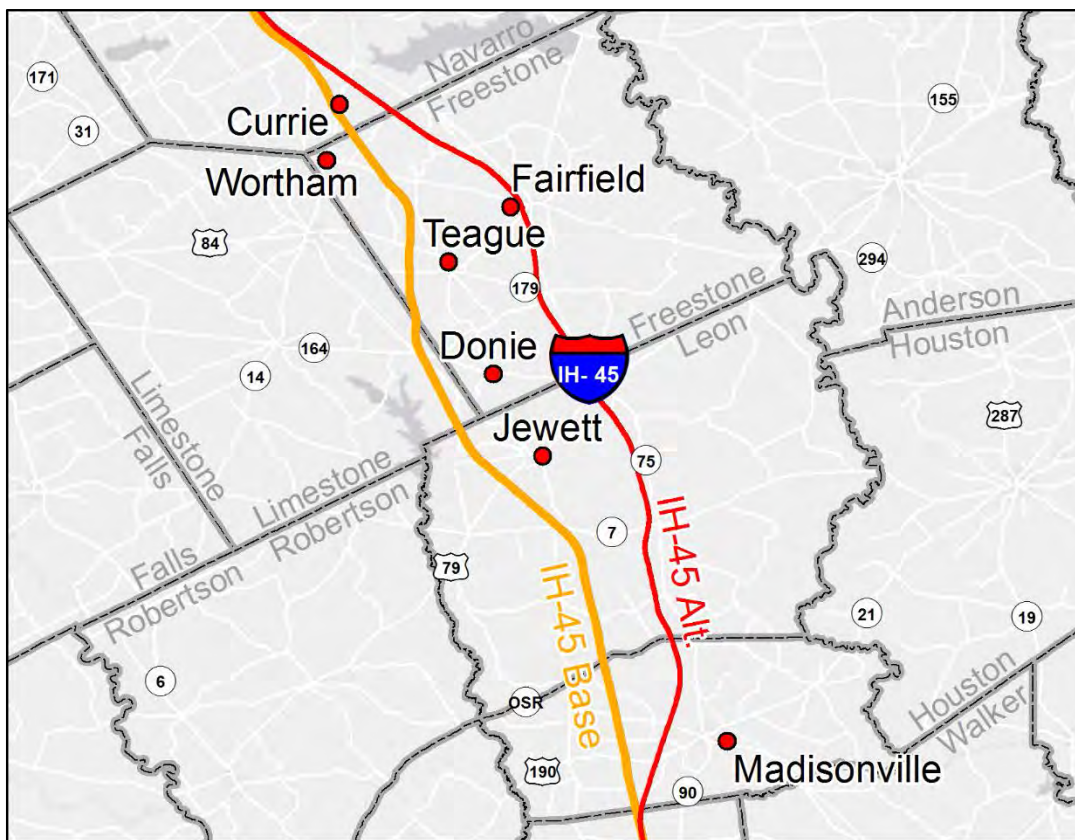 171
31
Navarro
Freestone
155
Currie
Wortham
Fairfield
84
Teague
294
179
Freestone
Leon
Anderson
Houston
Donie
IH- 45
164
14
Limestone
Falls
Jewett
287
75
Limestone
Robertson
7
IH-45 Alt.
79
IH-45 Base
Falls
Robertson
21
19
6
OSR
Houston
Walker
Madisonville
190
90